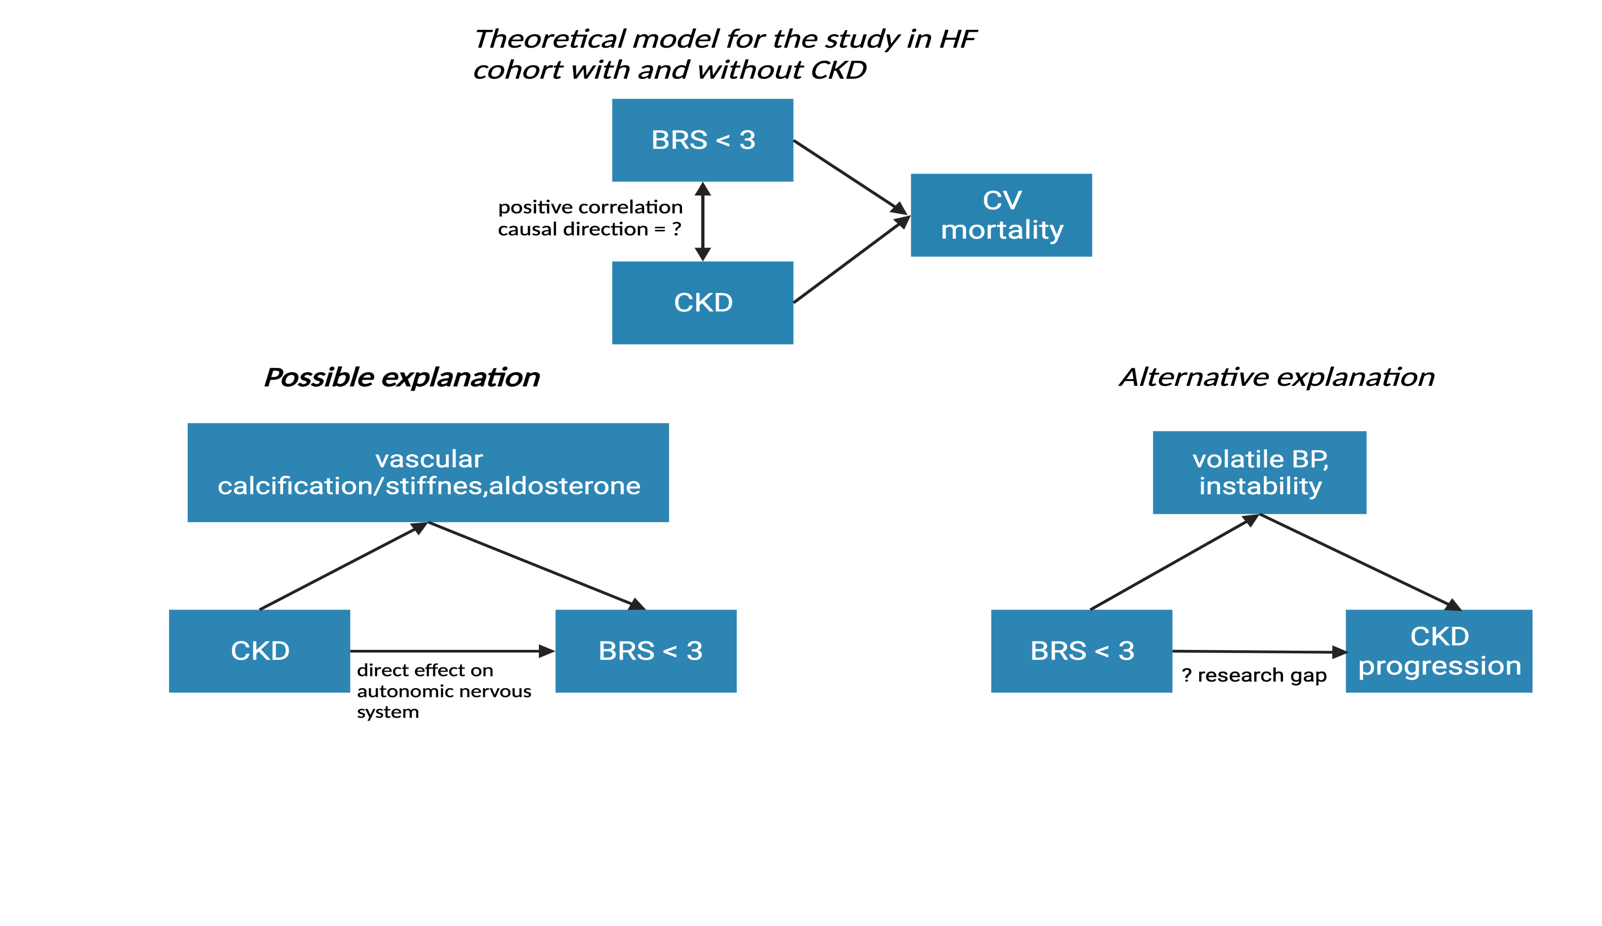 Theoretical model for the study in HF
cohort with and without CKD
BRS < 3
positive correlation
causal direction = ?
CKD
CV
mortality
Possible explanation
vascular
calcification/stiffnes,aldosterone
CKD
direct effect on
autonomic nervous
system
BRS < 3
Alternative explanation
volatile BP,
instability
BRS < 3
? research gap
CKD
progression